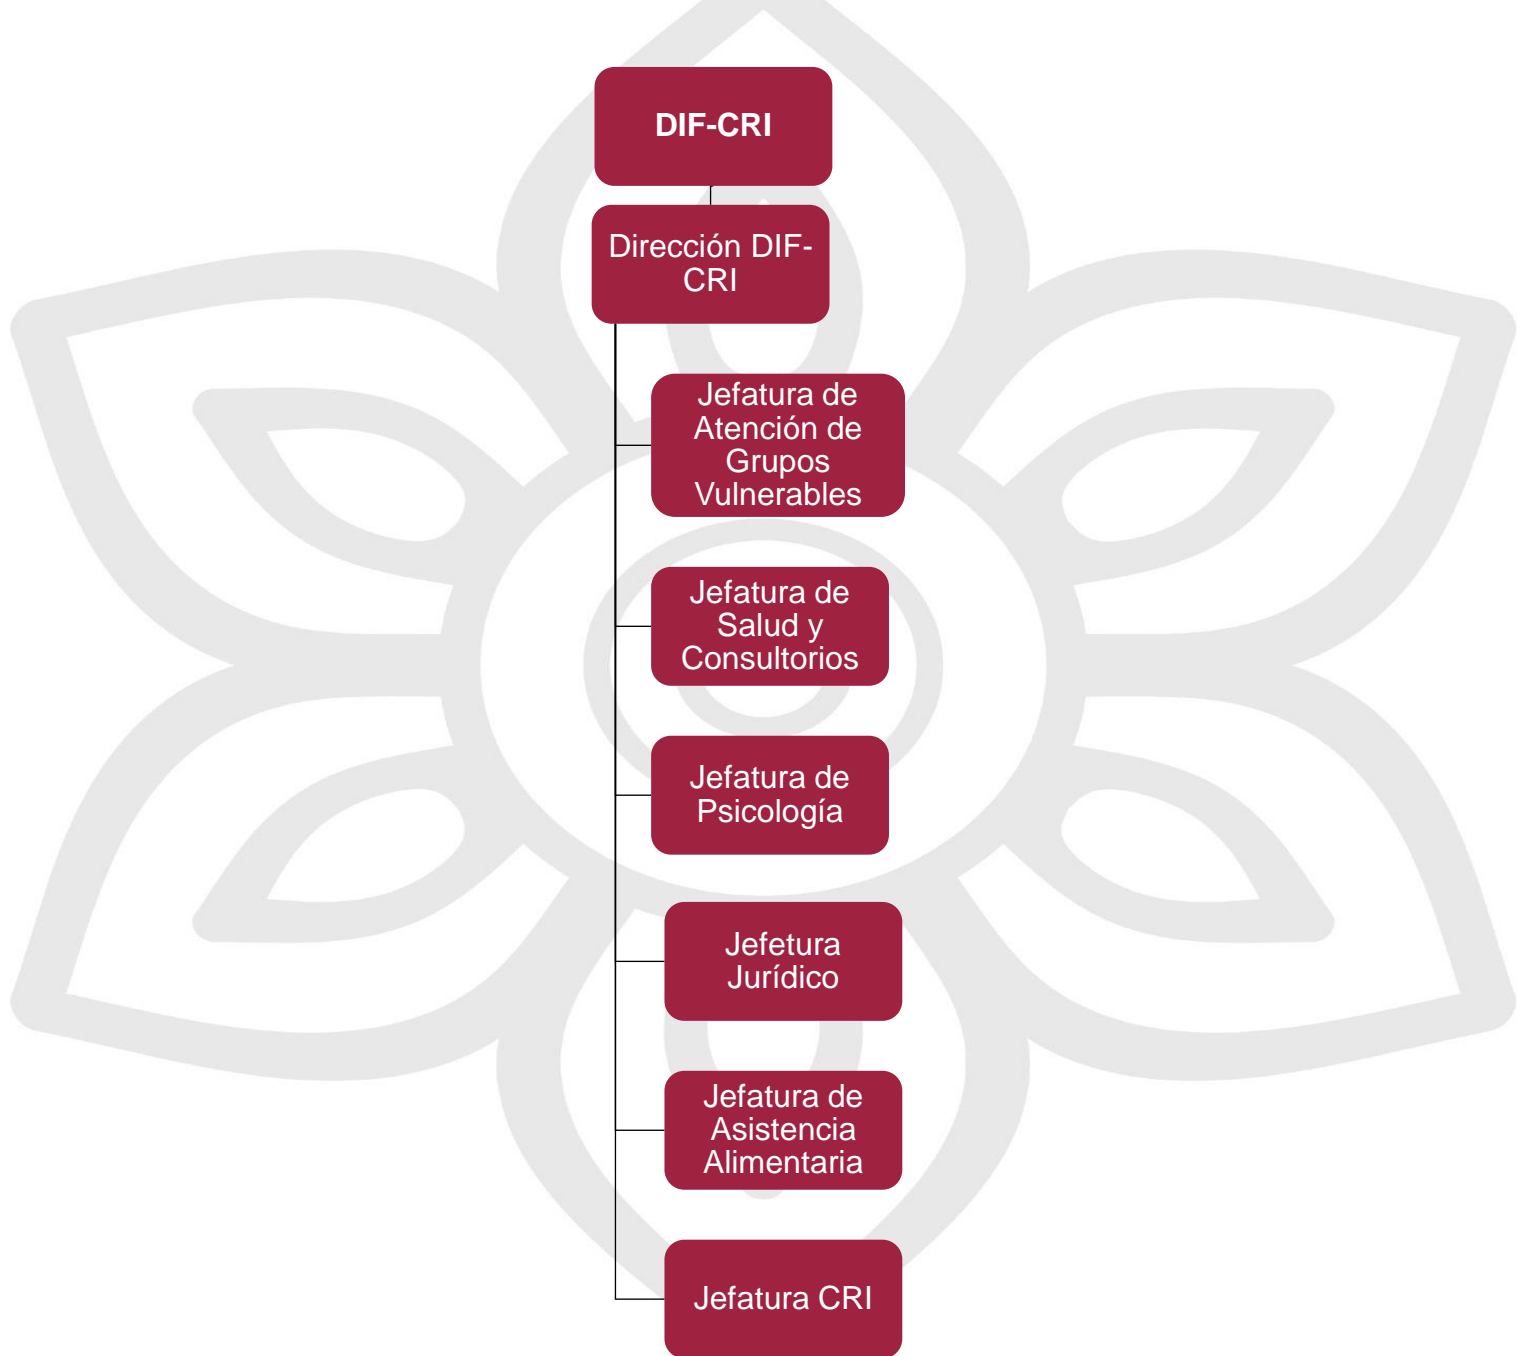 DIF-CRI
Dirección DIF-
CRI
Jefatura de
Atención de
Grupos
Vulnerables
Jefatura de
Salud y
Consultorios
Jefatura de
Psicología
Jefetura
Jurídico
Jefatura de
Asistencia
Alimentaria
Jefatura CRI